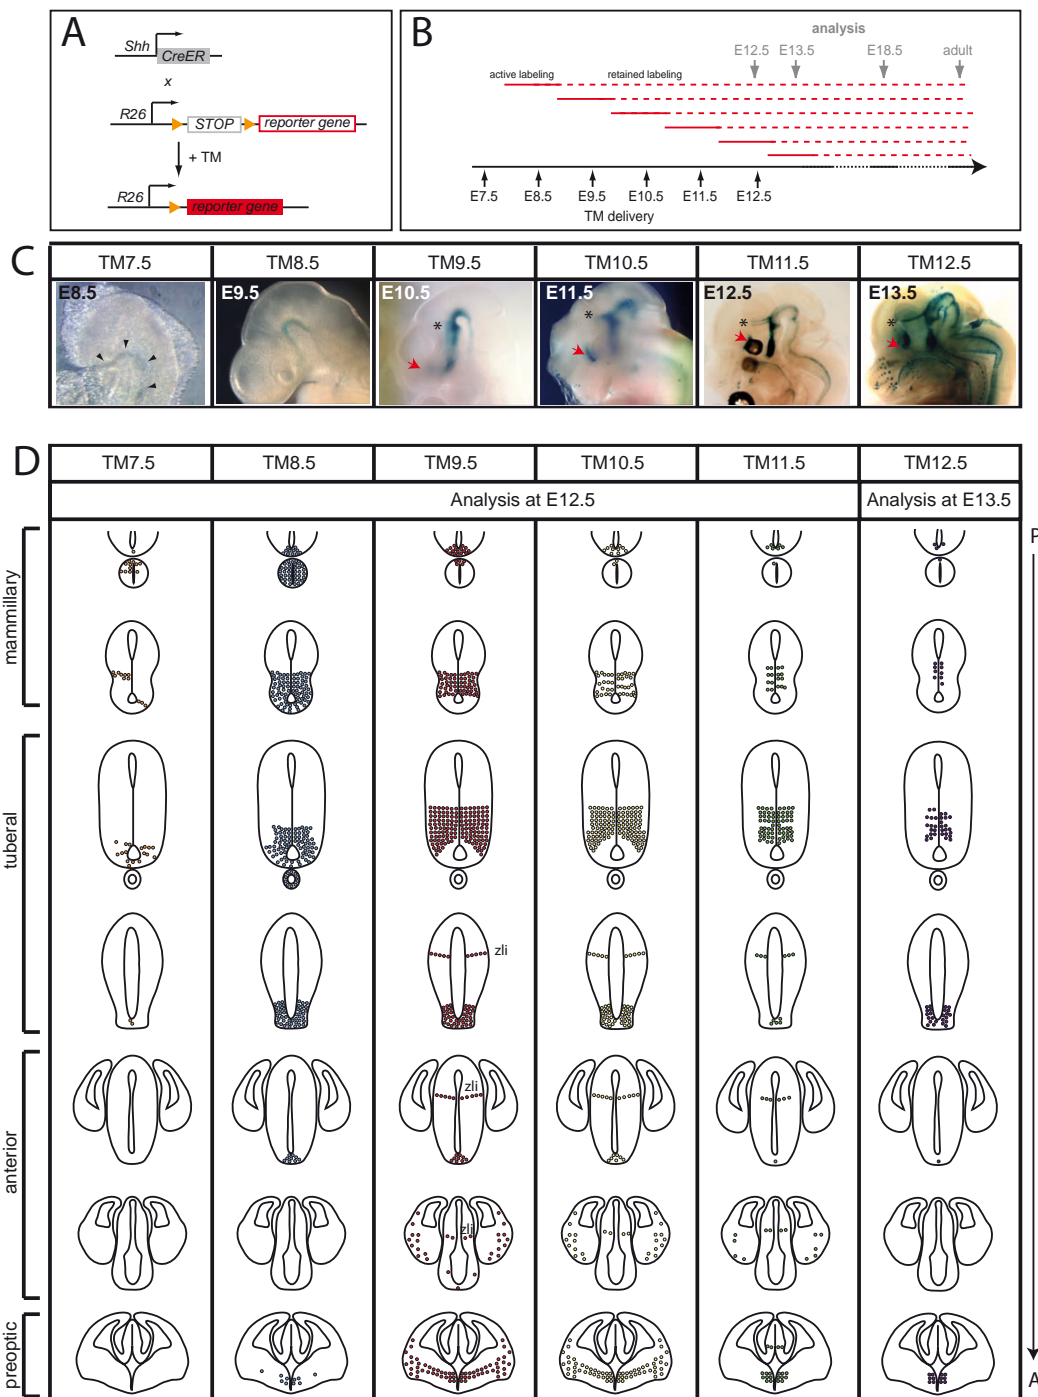 A
Shh
CreER
x
R26
STOP
reporter gene
+ TM
R26
reporter gene
B
analysis
E12.5 E13.5 E18.5 adult
active labeling retained labeling
E7.5 E8.5 E9.5 E10.5 E11.5 E12.5
TM delivery
C
TM7.5 TM8.5 TM9.5 TM10.5 TM11.5 TM12.5
E8.5 E9.5 E10.5 E11.5 E12.5 E13.5
* * * *
D
TM7.5 TM8.5 TM9.5 TM10.5 TM11.5 TM12.5
Analysis at E12.5 Analysis at E13.5
P
mammillary
tuberal
zli
anterior
zli
zli
preoptic
A